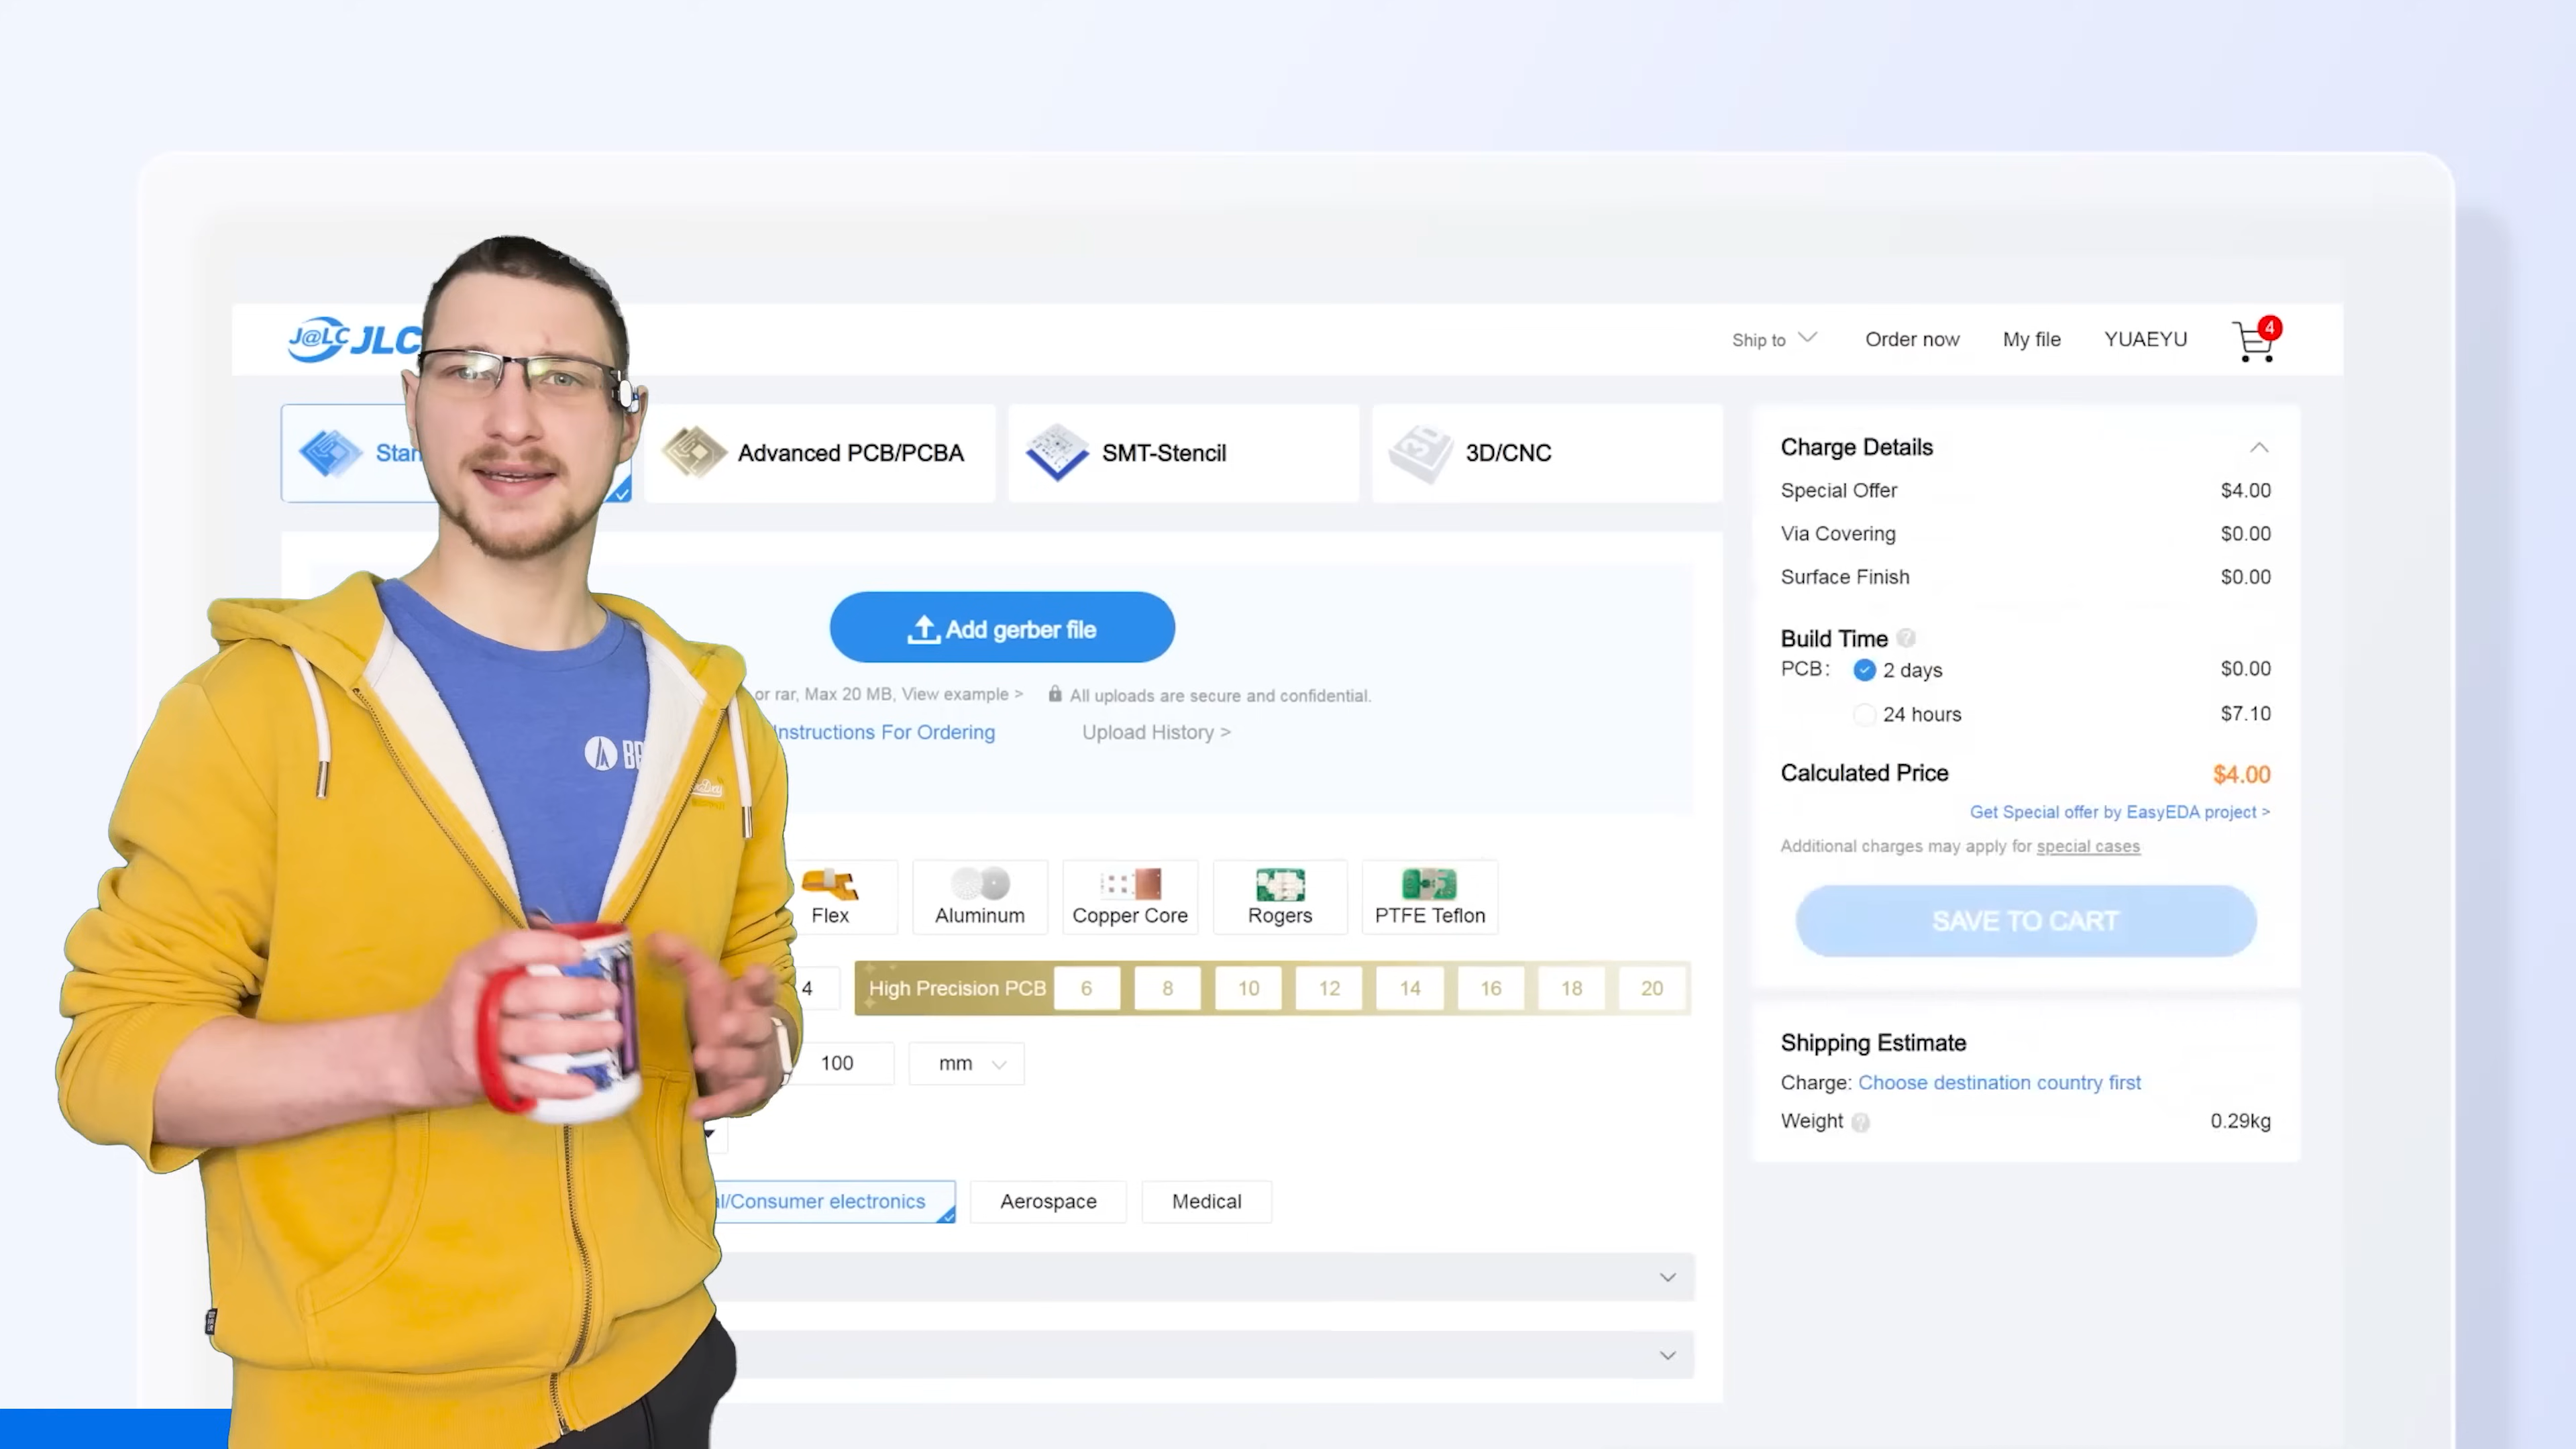 J@LC JLC
Ship to
Order now
My file
YUAEYU
4
Advanced PCB/PCBA
SMT-Stencil
3D/CNC
Add gerber file
or rar, Max 20 MB, View example >
All uploads are secure and confidential.
Instructions For Ordering
Upload History >
Flex
Aluminum
Copper Core
Rogers
PTFE Teflon
4
High Precision PCB
6
8
10
12
14
16
18
20
100
mm
/Consumer electronics
Aerospace
Medical
Charge Details
Special Offer $4.00
Via Covering $0.00
Surface Finish $0.00
Build Time ?
PCB: 2 days $0.00
24 hours $7.10
Calculated Price $4.00
Get Special offer by EasyEDA project >
Additional charges may apply for special cases
SAVE TO CART
Shipping Estimate
Charge: Choose destination country first
Weight ? 0.29kg